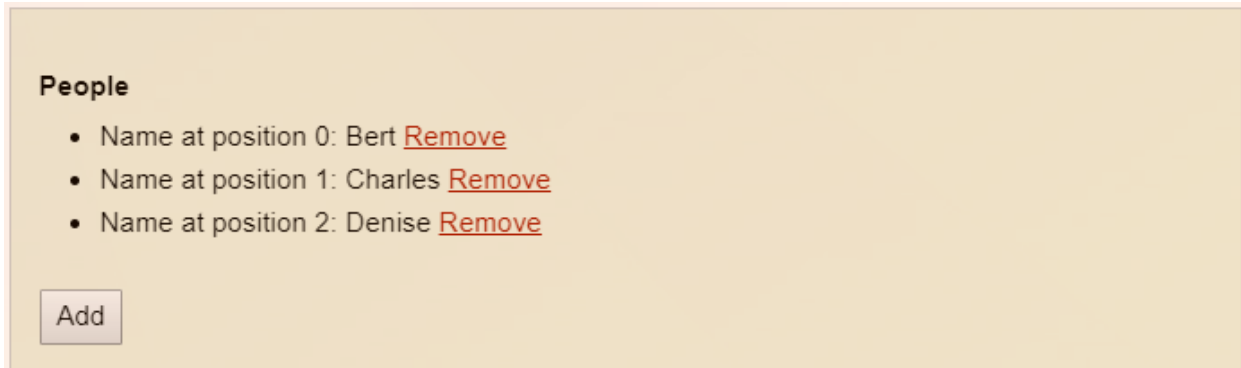 People
Name at position 0: Bert Remove
Name at position 1: Charles Remove
Name at position 2: Denise Remove
Add